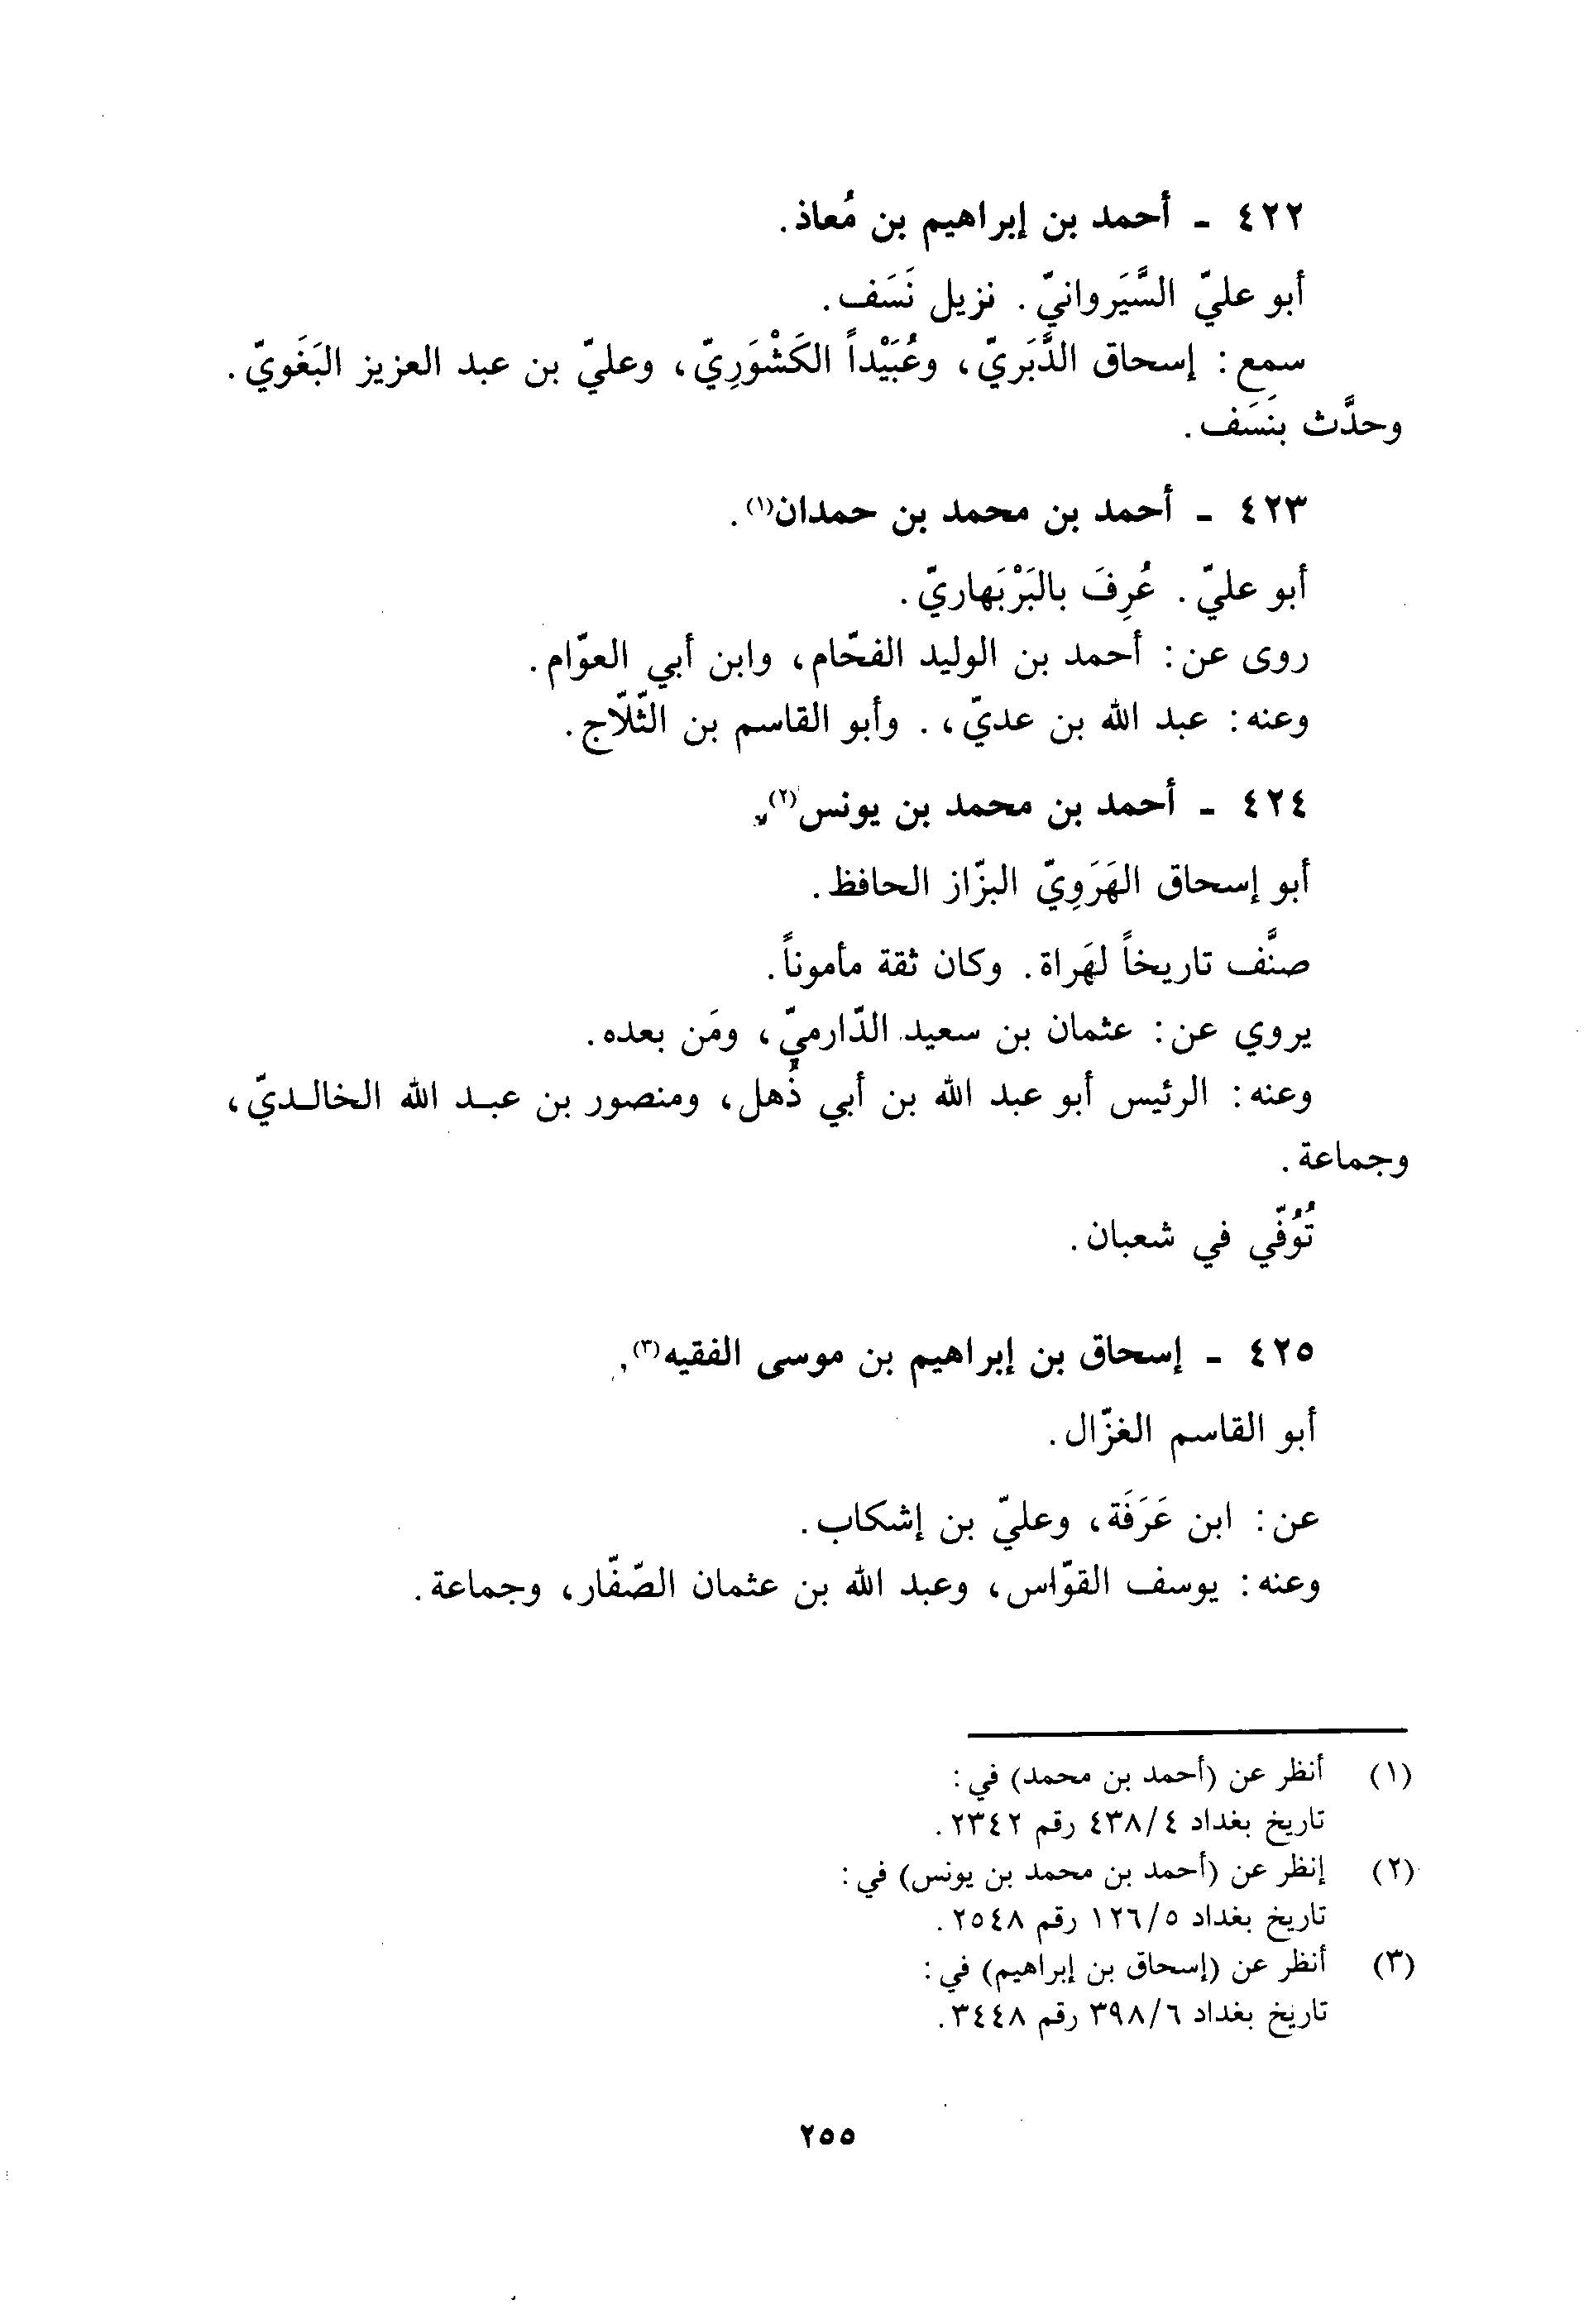 ٤٢٢ ـ أحمد بن إبراهيم بن مُعاذ.
أبو عليّ السَّيَرواني‍ّ. نزيل نَسَف.
سمع: إسحاق الدَّبَريّ، وعُبَيْداً الكَشْوَرِيّ، وعليّ بن عبد العزيز البَغَويّ.
وحدَّث بنَسَف.
٤٢٣ ـ أحمد بن محمد بن حمدان(١).
أبو عليّ. عُرِفَ بالبَرْبَهاريّ.
روى عن: أحمد بن الوليد الفحّام، وابن أبي العوّام.
وعنه: عبد الله بن عديّ،. وأبو القاسم بن الثّلّاج.
٤٢٤ ـ أحمد بن محمد بن يونس(٢).
أبو إسحاق الهَرَوِيّ البزّاز الحافظ.
صنَّف تاريخاً لهَراة. وكان ثقة مأموناً.
يروي عن: عثمان بن سعيد الدّارميّ، ومَن بعده.
وعنه: الرئيس أبو عبد الله بن أبي ذُهل، ومنصور بن عبد الله الخالديّ،
وجماعة.
تُوُفّي في شعبان.
٤٢٥ ـ إسحاق بن إبراهيم بن موسى الفقيه(٣).
أبو القاسم الغزّال.
عن: ابن عَرَفَة، وعليّ بن إشكاب.
وعنه: يوسف القوّاس، وعبد الله بن عثمان الصّفّار، وجماعة.
(١) أنظر عن (أحمد بن محمد) في:
تاريخ بغداد ٤/٤٣٨ رقم ٢٣٤٢.
(٢) إنظر عن (أحمد بن محمد بن يونس) في:
تاريخ بغداد ٥/١٢٦ رقم ٢٥٤٨.
(٣) أنظر عن (إسحاق بن إبراهيم) في:
تاريخ بغداد ٦/٣٩٨ رقم ٣٤٤٨.
٢٥٥